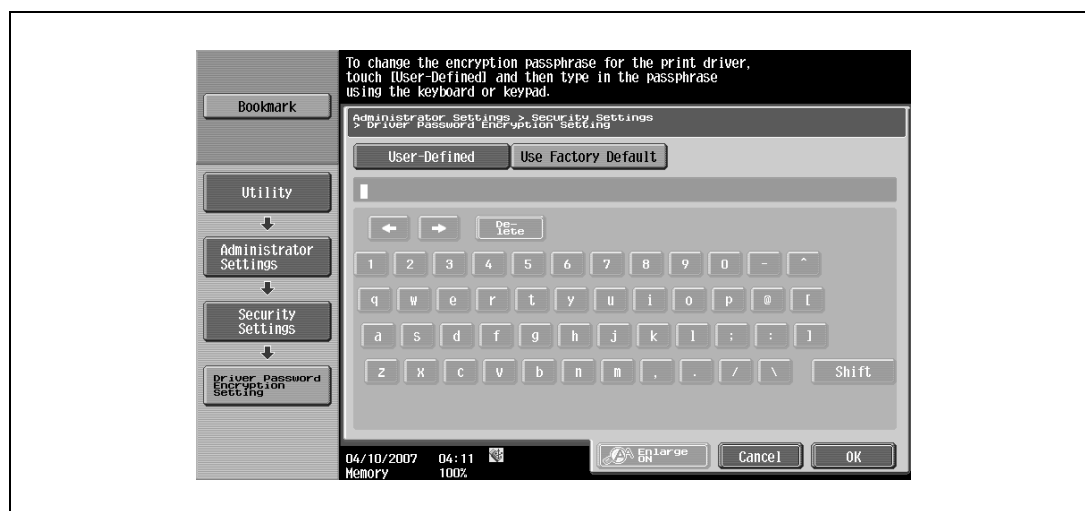 To change the encryption passphrase for the print driver,
touch [User-Defined] and then type in the passphrase
using the keyboard or keypad.
Bookmark
Administrator Settings > Security Settings
> Driver Password Encryption Setting
User-Defined Use Factory Default
Utility
← → De-
lete
Administrator
Settings
1 2 3 4 5 6 7 8 9 0 - ^
q w e r t y u i o p @ [
Security
Settings
a s d f g h j k l ; : ]
z x c v b n m , . / \ Shift
Driver Password
Encryption
Setting
04/10/2007 04:11
Memory 100%
Enlarge
ON
Cancel OK